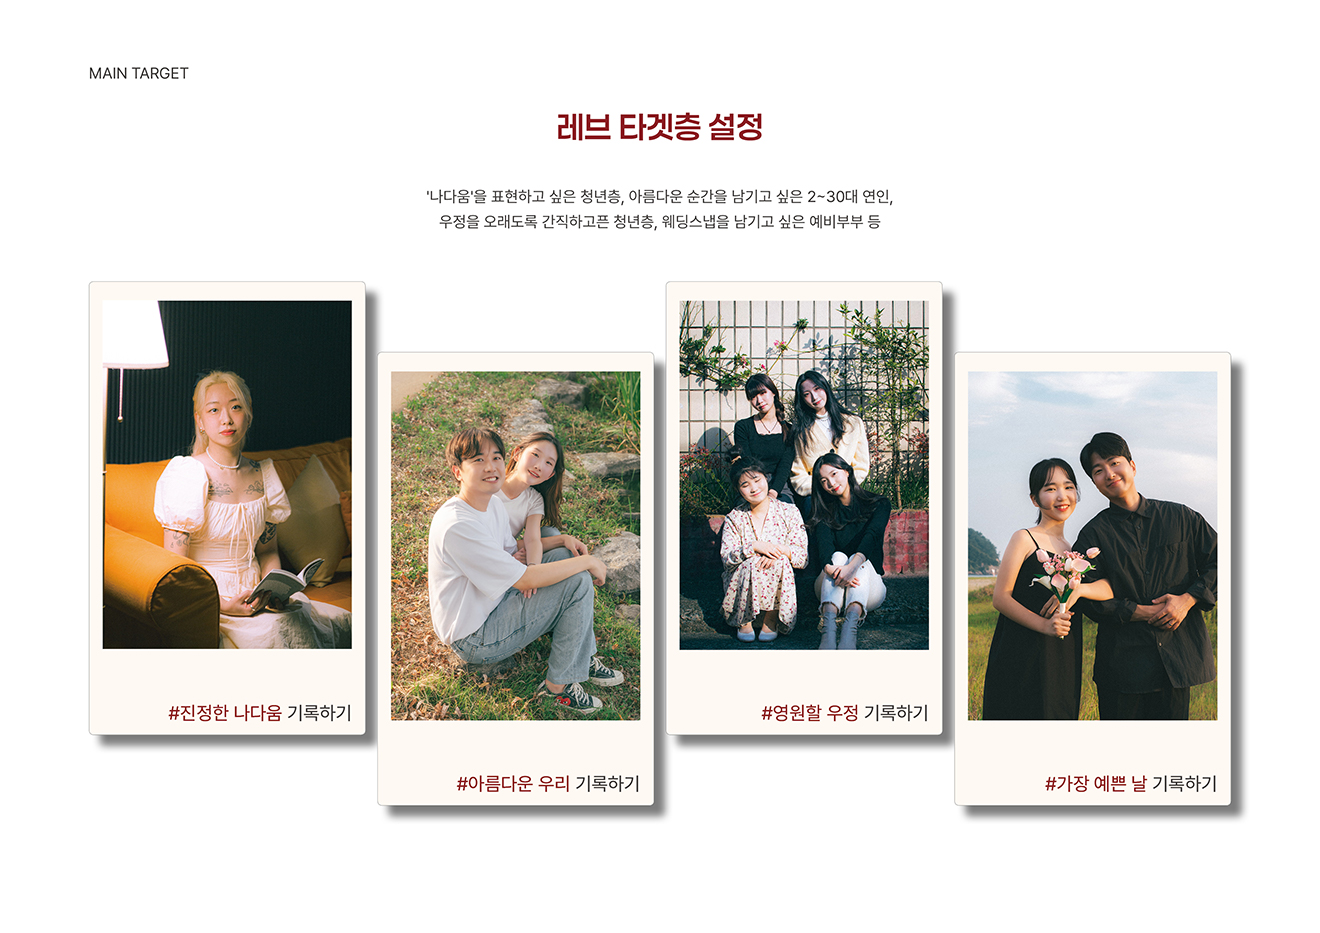 MAIN TARGET
레브 타겟층 설정
'나다움'을 표현하고 싶은 청년층, 아름다운 순간을 남기고 싶은 2~30대 연인,
우정을 오래도록 간직하고픈 청년층, 웨딩스냅을 남기고 싶은 예비부부 등
#진정한 나다움 기록하기
#아름다운 우리 기록하기
#영원할 우정 기록하기
#가장 예쁜 날 기록하기